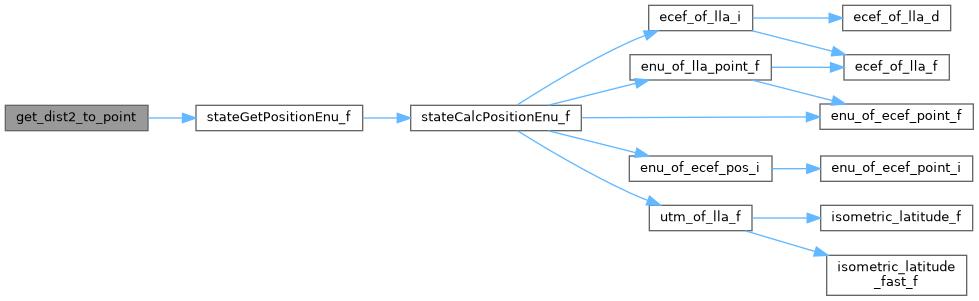 get_dist2_to_point
stateGetPositionEnu_f
stateCalcPositionEnu_f
ecef_of_lla_i
ecef_of_lla_d
enu_of_lla_point_f
ecef_of_lla_f
enu_of_ecef_point_f
enu_of_ecef_pos_i
enu_of_ecef_point_i
utm_of_lla_f
isometric_latitude_f
isometric_latitude
_fast_f